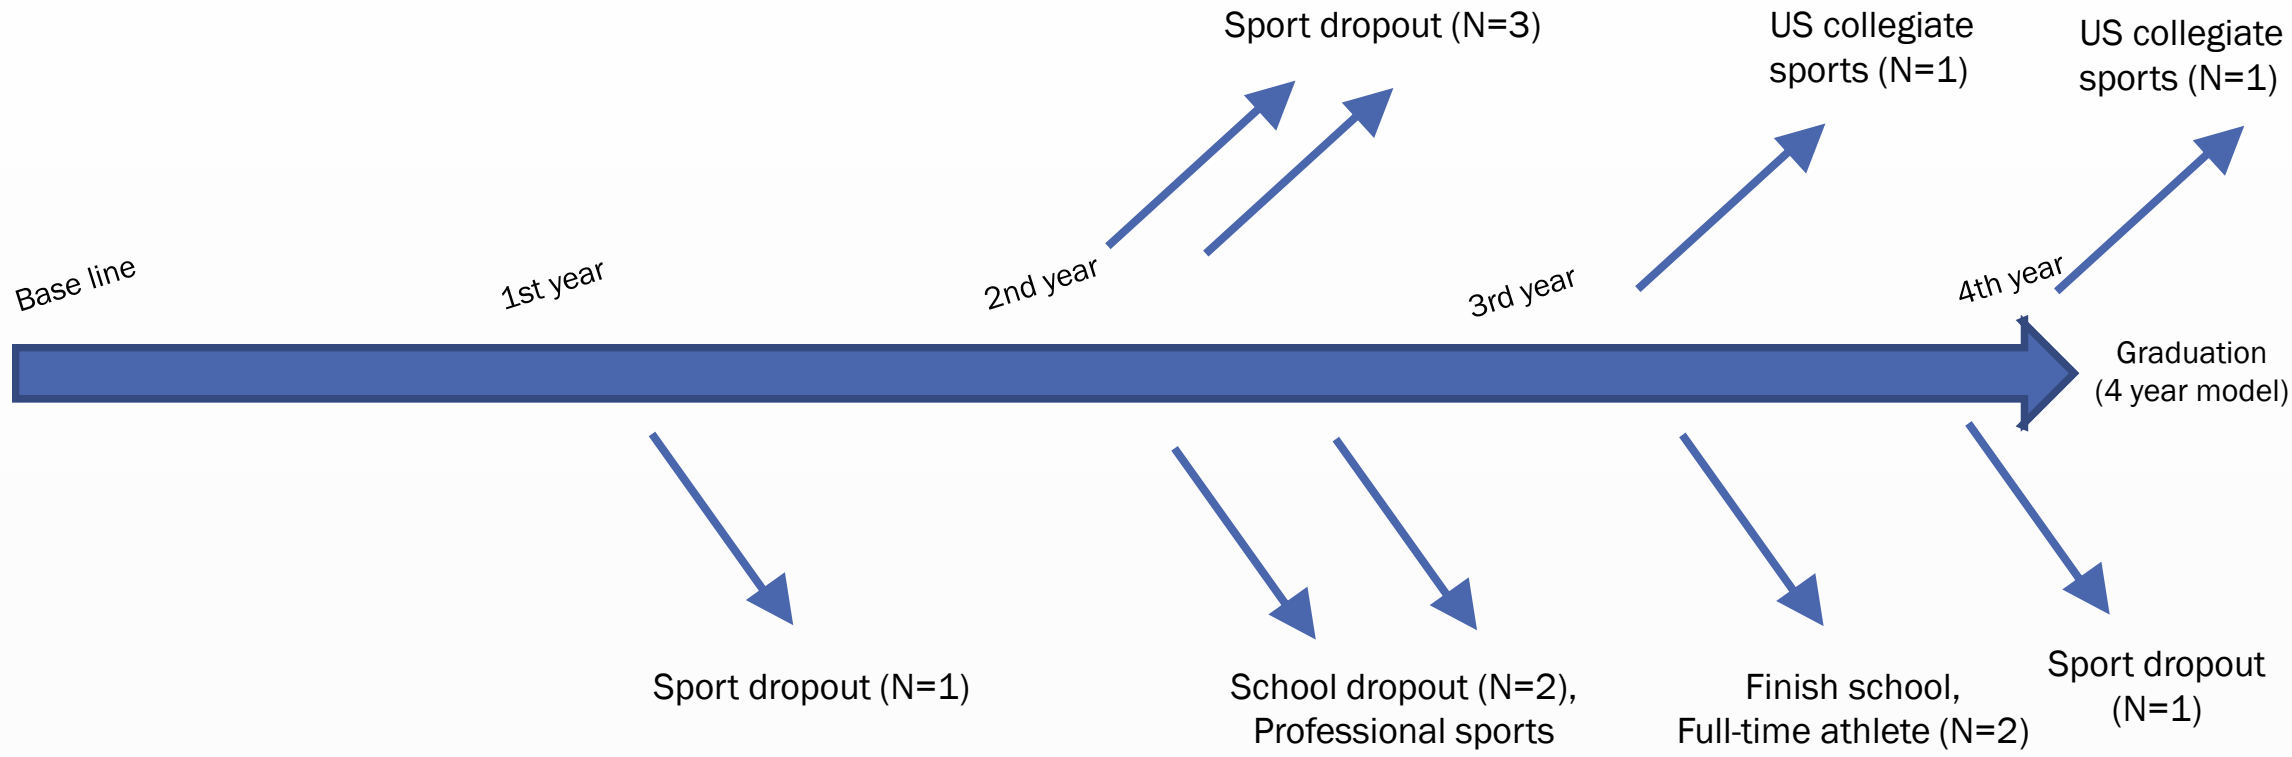 Sport dropout (N=3)
US collegiate
sports (N=1)
US collegiate
sports (N=1)
Base line
1st year
2nd year
3rd year
4th year
Graduation
(4 year model)
Sport dropout (N=1)
School dropout (N=2),
Professional sports
Finish school,
Full-time athlete (N=2)
Sport dropout
(N=1)